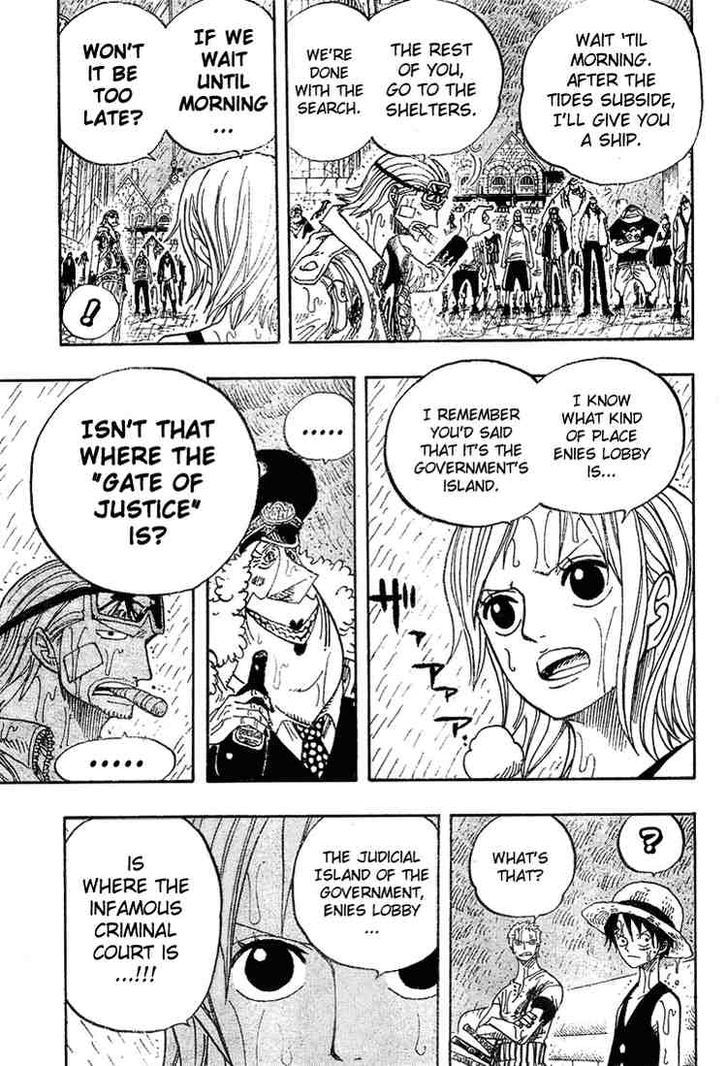 WAIT 'TIL
MORNING.
AFTER THE
TIDES SUBSIDE,
I'LL GIVE YOU
A SHIP.
THE REST
OF YOU,
GO TO THE
SHELTERS.
WE'RE
DONE
WITH THE
SEARCH.
IF WE
WAIT
UNTIL
MORNING
...
WON'T
IT BE
TOO
LATE?
!
I KNOW
WHAT KIND
OF PLACE
ENIES LOBBY
IS...
I REMEMBER
YOU'D SAID
THAT IT'S THE
GOVERNMENT'S
ISLAND.
ザアアア
.....
ISN'T THAT
WHERE THE
"GATE OF
JUSTICE"
IS?
.....
?
WHAT'S
THAT?
THE JUDICIAL
ISLAND OF THE
GOVERNMENT,
ENIES LOBBY
...
IS
WHERE THE
INFAMOUS
CRIMINAL
COURT IS
...!!!